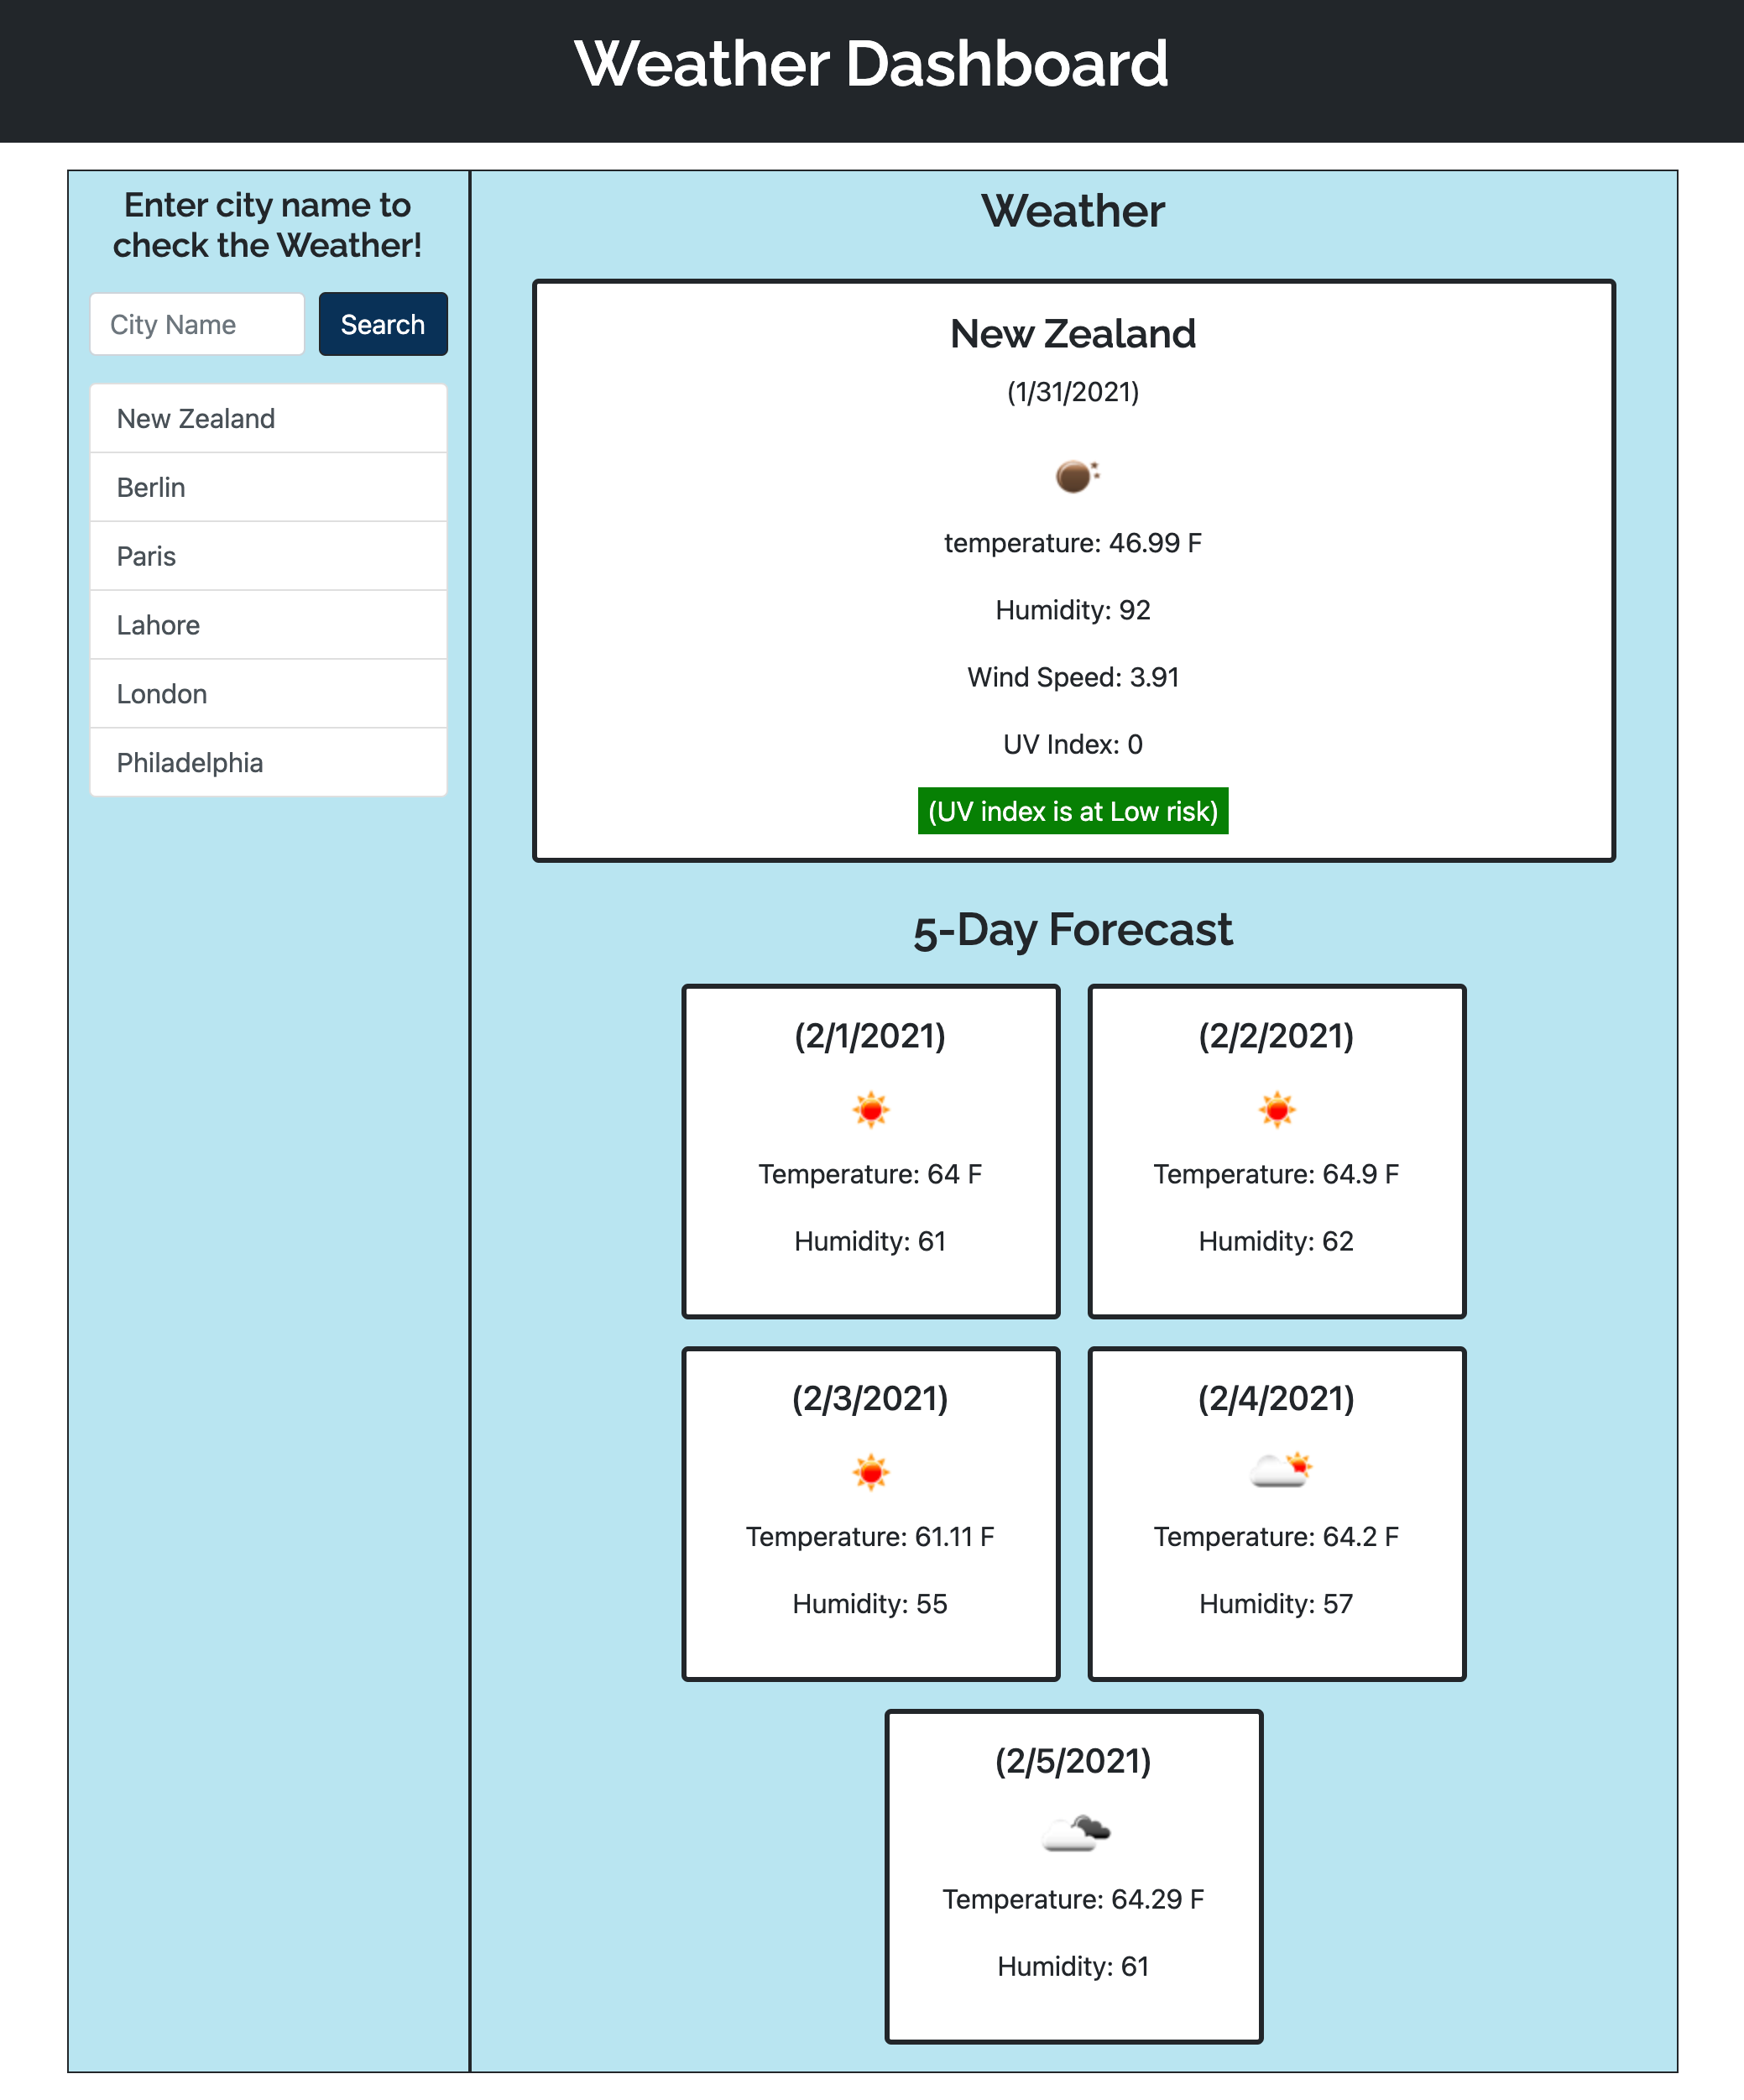 Weather Dashboard
Enter city name to
check the Weather!
City Name
Search
New Zealand
Berlin
Paris
Lahore
London
Philadelphia
Weather
New Zealand
(1/31/2021)
temperature: 46.99 F
Humidity: 92
Wind Speed: 3.91
UV Index: 0
(UV index is at Low risk)
5-Day Forecast
(2/1/2021)
Temperature: 64 F
Humidity: 61
(2/2/2021)
Temperature: 64.9 F
Humidity: 62
(2/3/2021)
Temperature: 61.11 F
Humidity: 55
(2/4/2021)
Temperature: 64.2 F
Humidity: 57
(2/5/2021)
Temperature: 64.29 F
Humidity: 61